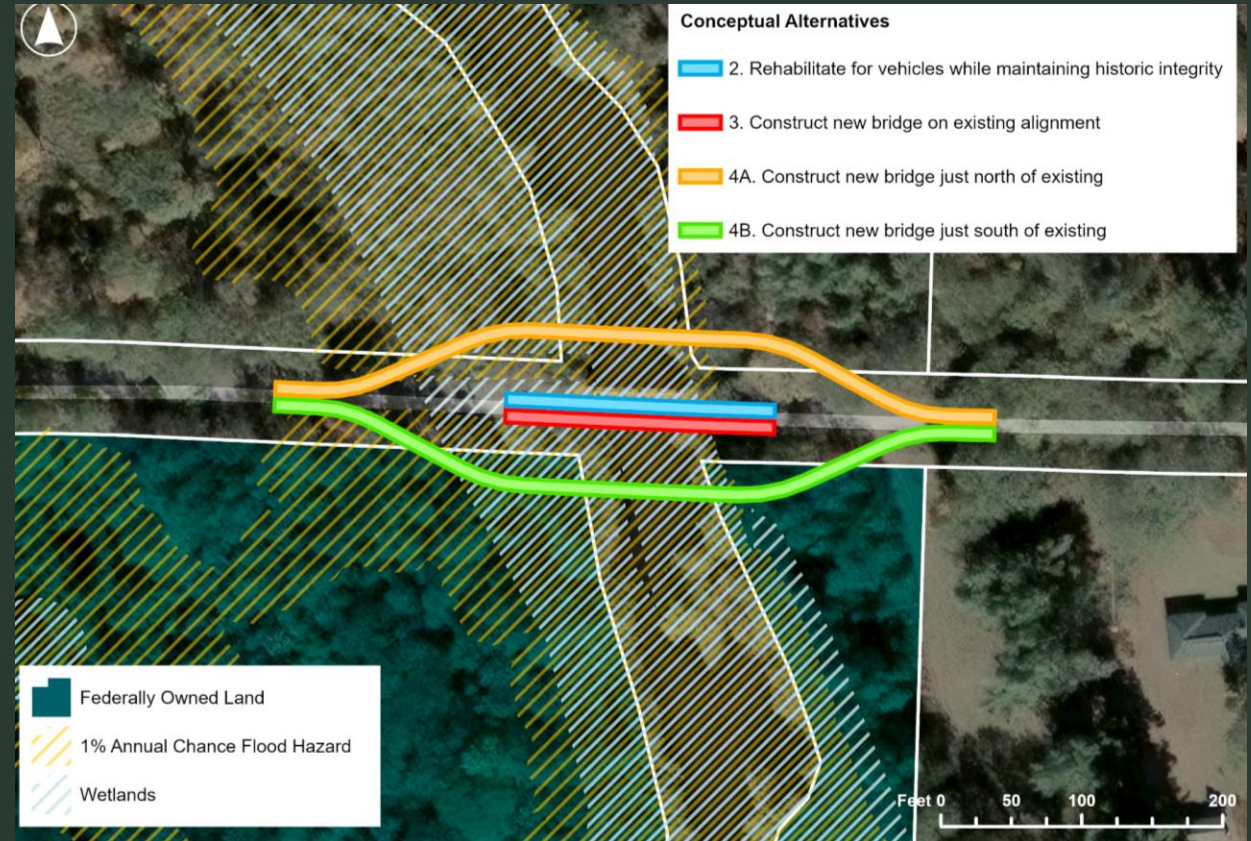 Conceptual Alternatives
2. Rehabilitate for vehicles while maintaining historic integrity
3. Construct new bridge on existing alignment
4A. Construct new bridge just north of existing
4B. Construct new bridge just south of existing
Federally Owned Land
1% Annual Chance Flood Hazard
Wetlands
Feet 0 50 100 200